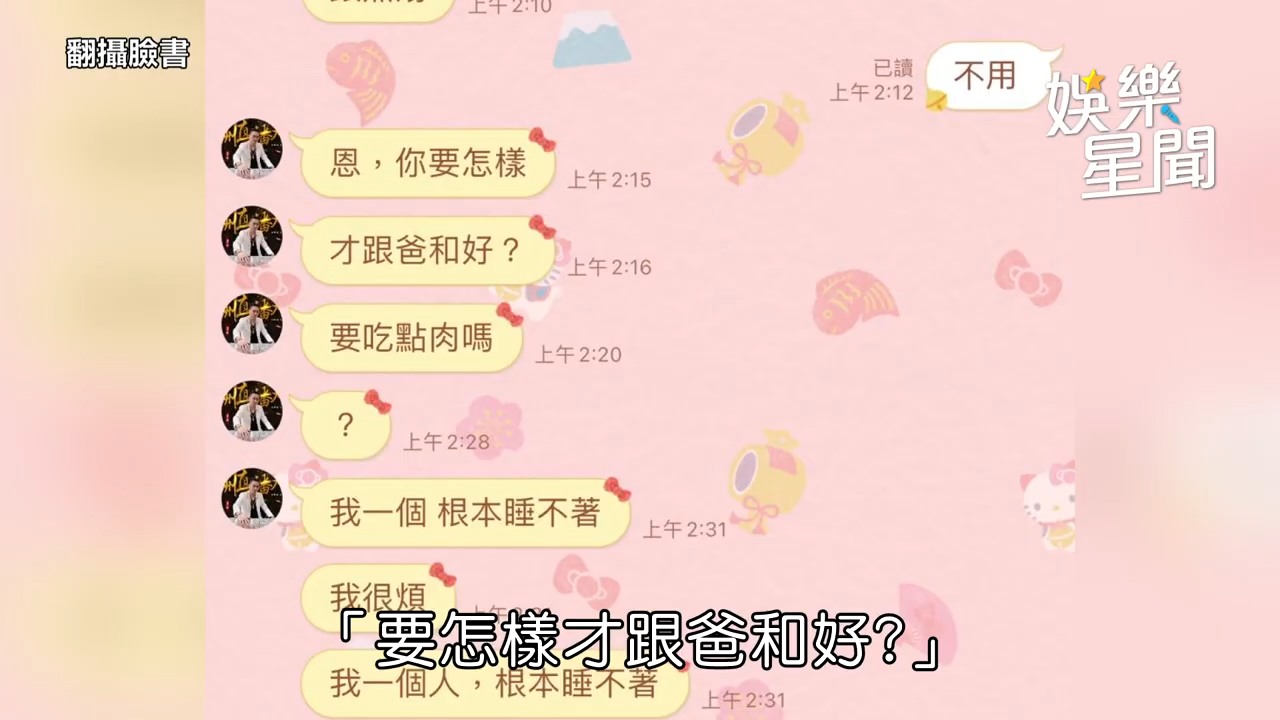 上午2:10
翻攝臉書
已讀
上午2:12
不用
娛樂
星聞
恩，你要怎樣
上午2:15
才跟爸和好？
上午2:16
要吃點肉嗎
上午2:20
？
上午2:28
我一個 根本睡不著
上午2:31
我很煩
「要怎樣才跟爸和好?」
我一個人，根本睡不著
上午2:31